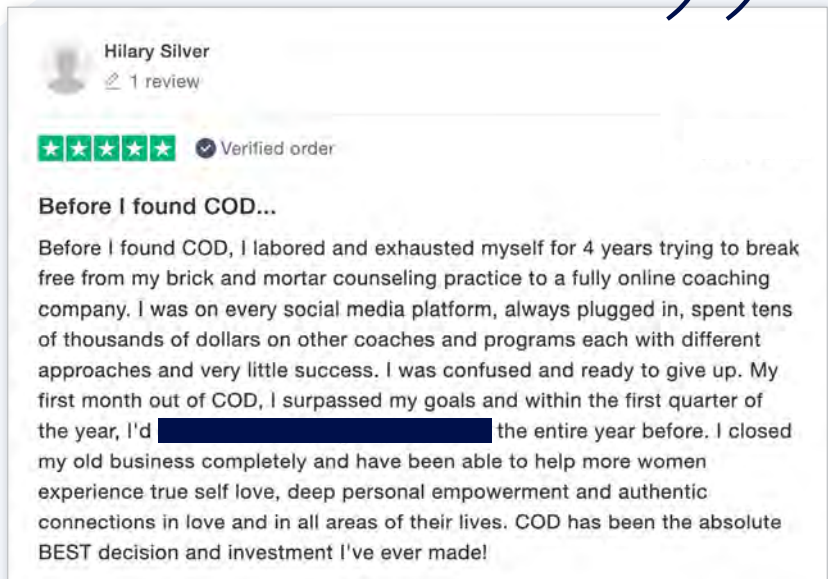 Hilary Silver
1 review
Verified order
Before I found COD...
Before I found COD, I labored and exhausted myself for 4 years trying to break
free from my brick and mortar counseling practice to a fully online coaching
company. I was on every social media platform, always plugged in, spent tens
of thousands of dollars on other coaches and programs each with different
approaches and very little success. I was confused and ready to give up. My
first month out of COD, I surpassed my goals and within the first quarter of
the year, I'd the entire year before. I closed
my old business completely and have been able to help more women
experience true self love, deep personal empowerment and authentic
connections in love and in all areas of their lives. COD has been the absolute
BEST decision and investment I've ever made!